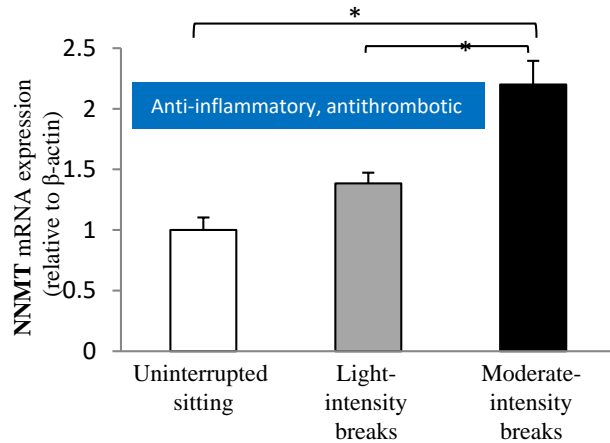 *
*
2.5
2
1.5
1
0.5
0
NNMT mRNA expression
(relative to β-actin)
Anti-inflammatory, antithrombotic
Uninterrupted
sitting
Light-
intensity
breaks
Moderate-
intensity
breaks